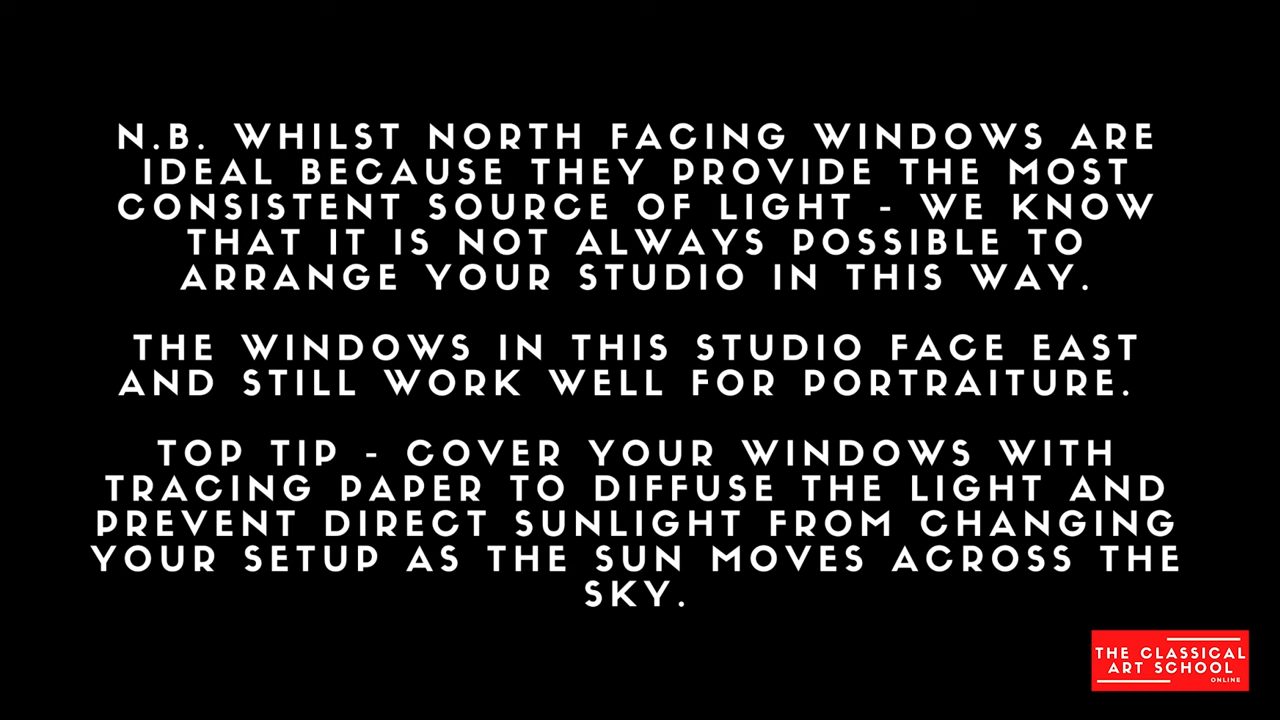 N.B. WHILST NORTH FACING WINDOWS ARE
IDEAL BECAUSE THEY PROVIDE THE MOST
CONSISTENT SOURCE OF LIGHT - WE KNOW
THAT IT IS NOT ALWAYS POSSIBLE TO
ARRANGE YOUR STUDIO IN THIS WAY.
THE WINDOWS IN THIS STUDIO FACE EAST
AND STILL WORK WELL FOR PORTRAITURE.
TOP TIP - COVER YOUR WINDOWS WITH
TRACING PAPER TO DIFFUSE THE LIGHT AND
PREVENT DIRECT SUNLIGHT FROM CHANGING
YOUR SETUP AS THE SUN MOVES ACROSS THE
SKY.
THE CLASSICAL
ART SCHOOL
ONLINE